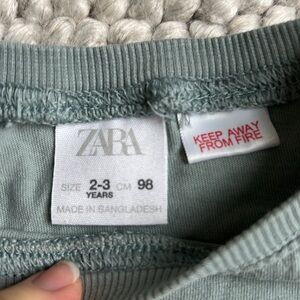 ZARA
SIZE 2-3 CM 98
YEARS
MADE IN BANGLADESH
KEEP AWAY
FROM FIRE